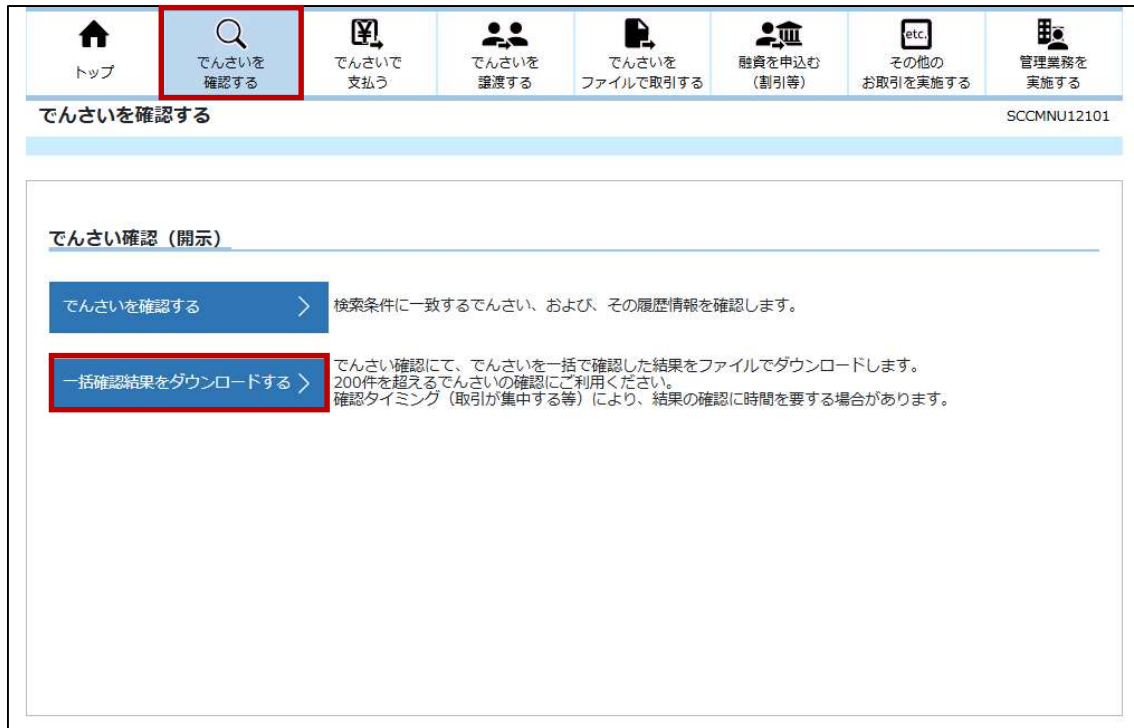 トップ
でんさいを
確認する
でんさいで
支払う
でんさいを
譲渡する
でんさいを
ファイルで取引する
融資を申込む
（割引等）
etc.
その他の
お取引を実施する
管理業務を
実施する
でんさいを確認する
SCCMNU12101
でんさい確認（開示）
でんさいを確認する
検索条件に一致するでんさい、および、その履歴情報を確認します。
一括確認結果をダウンロードする
でんさい確認にて、でんさいを一括で確認した結果をファイルでダウンロードします。
200件を超えるでんさいの確認にご利用ください。
確認タイミング（取引が集中する等）により、結果の確認に時間を要する場合があります。